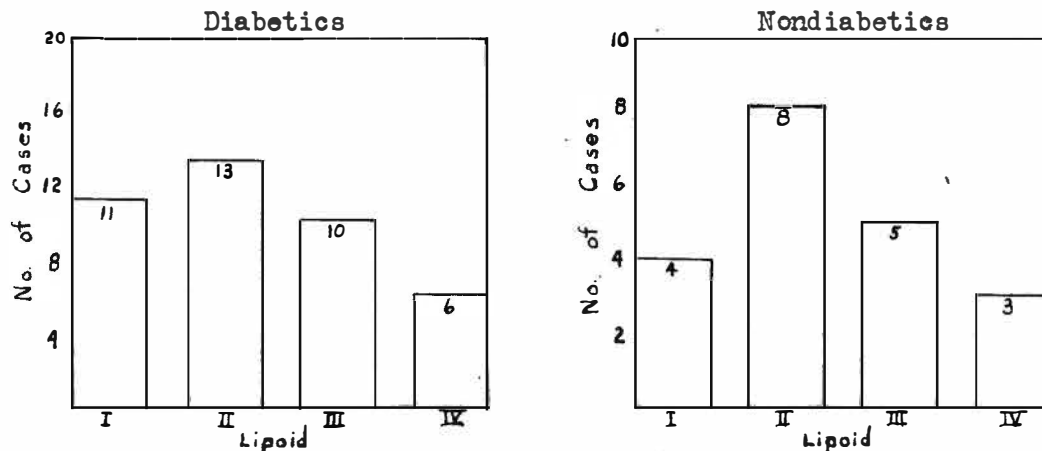 Diabetics
20
16
12
8
4
No. of Cases
11
13
10
6
I II III IV
Lipoid
Nondiabetics
10
8
6
4
2
No. of Cases
4
8
5
3
I II III IV
Lipoid